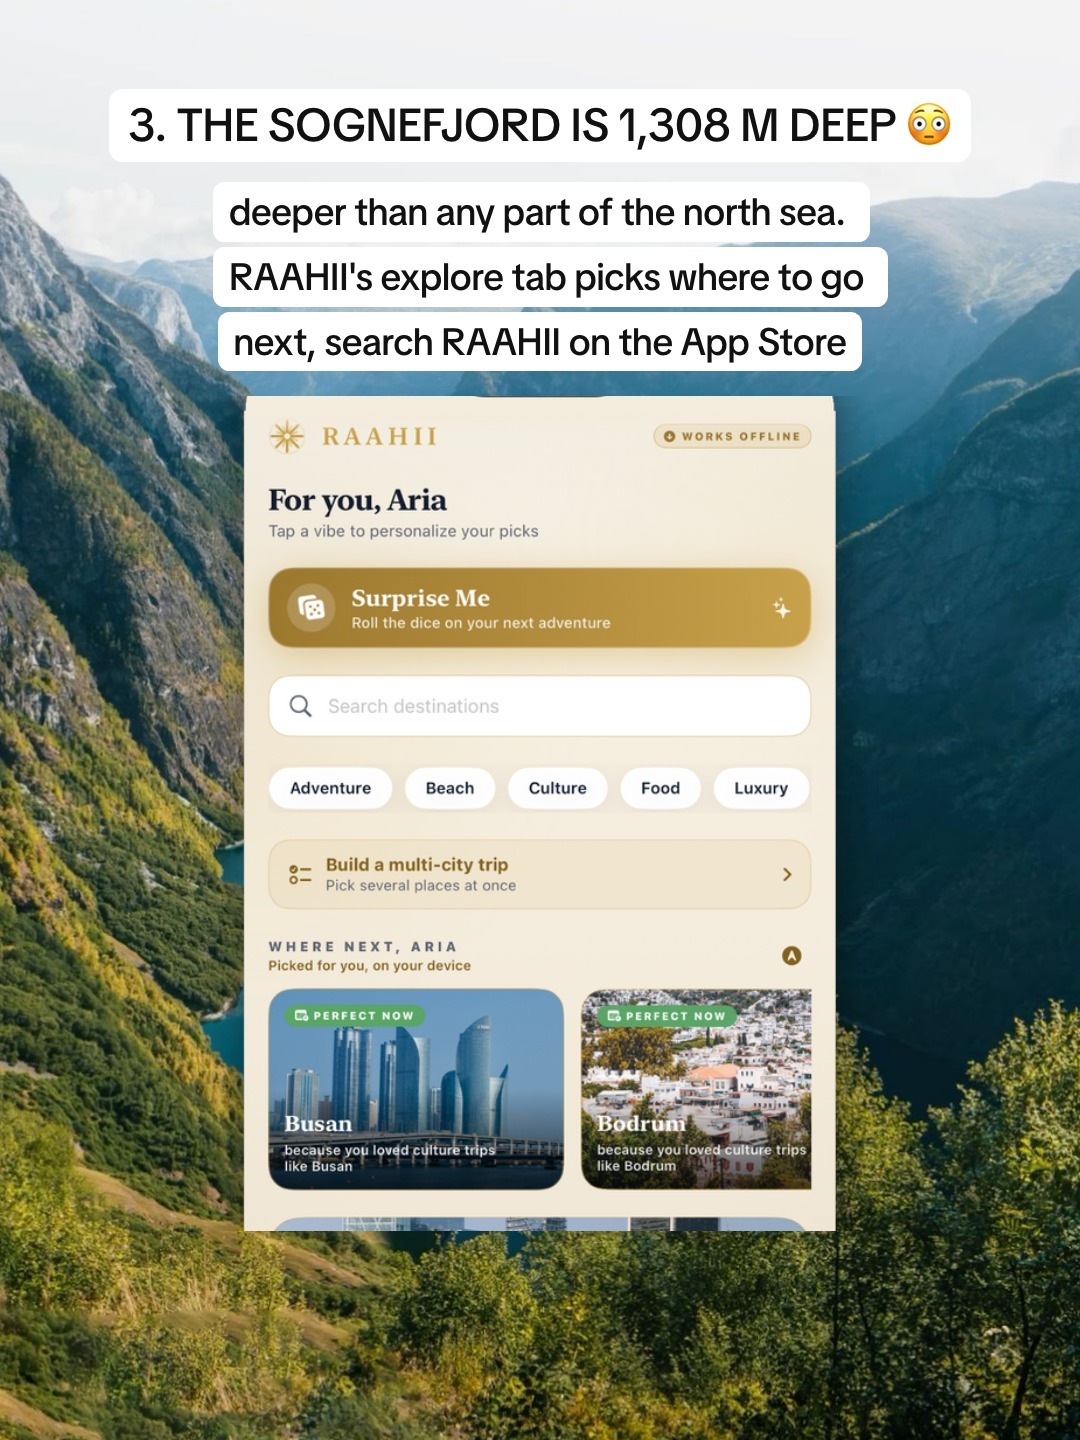 3. THE SOGNEFJORD IS 1,308 M DEEP 😳
deeper than any part of the north sea.
RAAHII's explore tab picks where to go
next, search RAAHII on the App Store
RAAHII
WORKS OFFLINE
For you, Aria
Tap a vibe to personalize your picks
Surprise Me
Roll the dice on your next adventure
Search destinations
Adventure
Beach
Culture
Food
Luxury
Build a multi-city trip
Pick several places at once
WHERE NEXT, ARIA
Picked for you, on your device
PERFECT NOW
Busan
because you loved culture trips
like Busan
PERFECT NOW
Bodrum
because you loved culture trips
like Bodrum